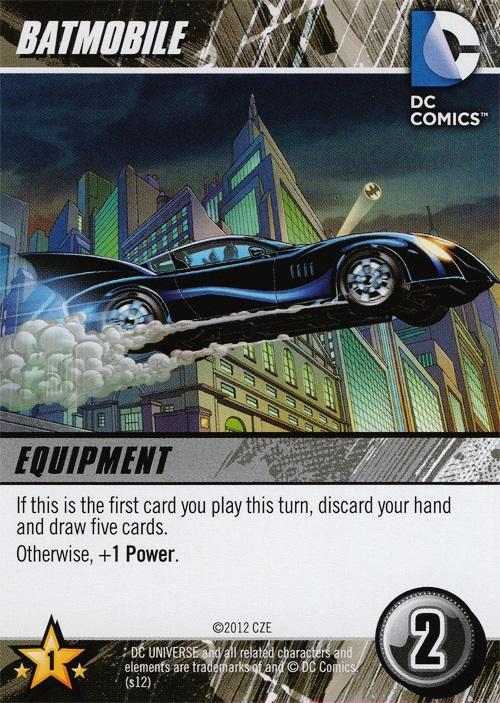 BATMOBILE
DC
COMICS™
EQUIPMENT
If this is the first card you play this turn, discard your hand
and draw five cards.
Otherwise, +1 Power.
©2012 CZE
1
DC UNIVERSE and all related characters and
elements are trademarks of and © DC Comics.
(s12)
2